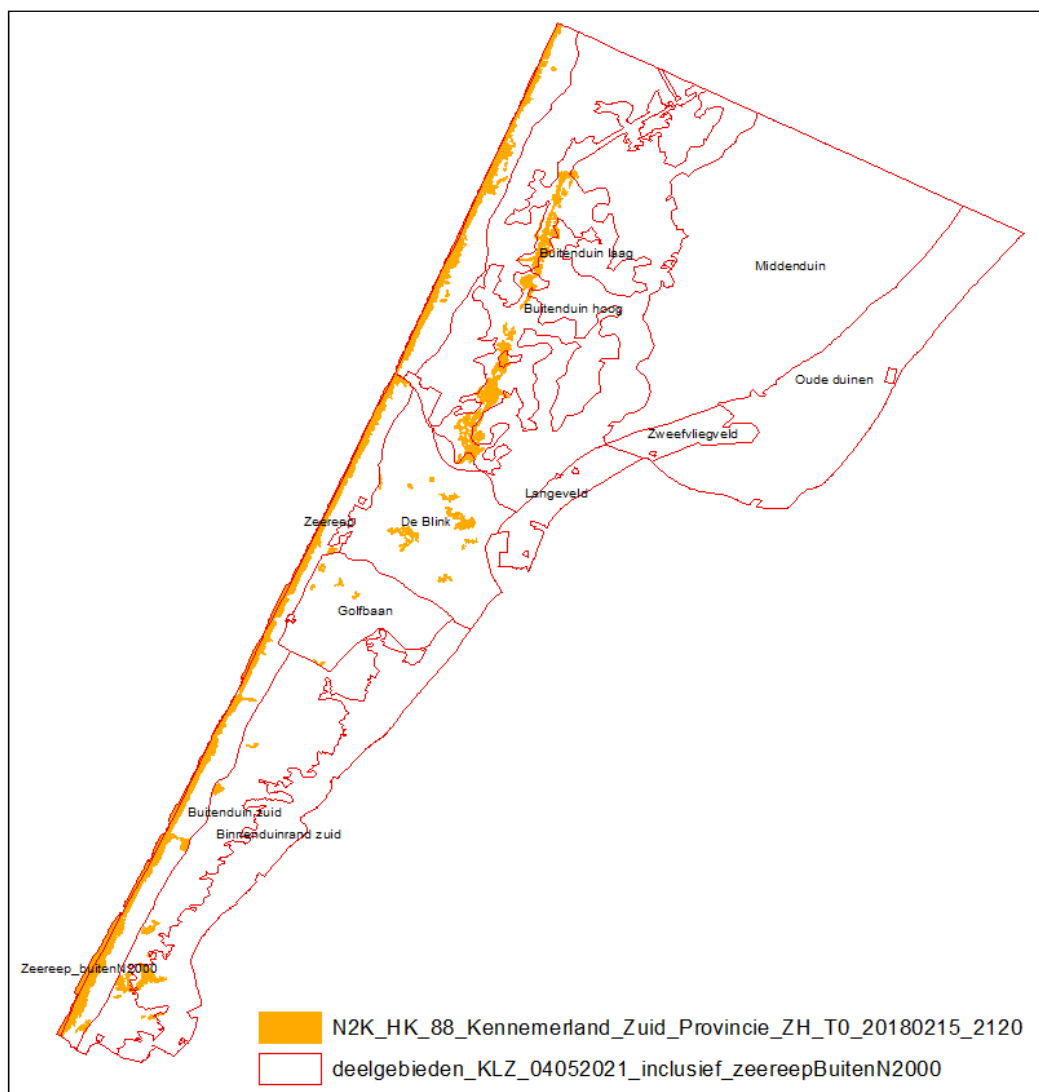 Buitenduin laag
Middenduin
Buitenduin hoog
Oude duinen
Zweefvliegveld
Langeveld
Zeereep
De Blink
Golfbaan
Buitenduin zuid
Binnenduinrand zuid
Zeereep_buitenN2000
N2K_HK_88_Kennemerland_Zuid_Provincie_ZH_T0_20180215_2120
deelgebieden_KLZ_04052021_inclusief_zeereepBuitenN2000